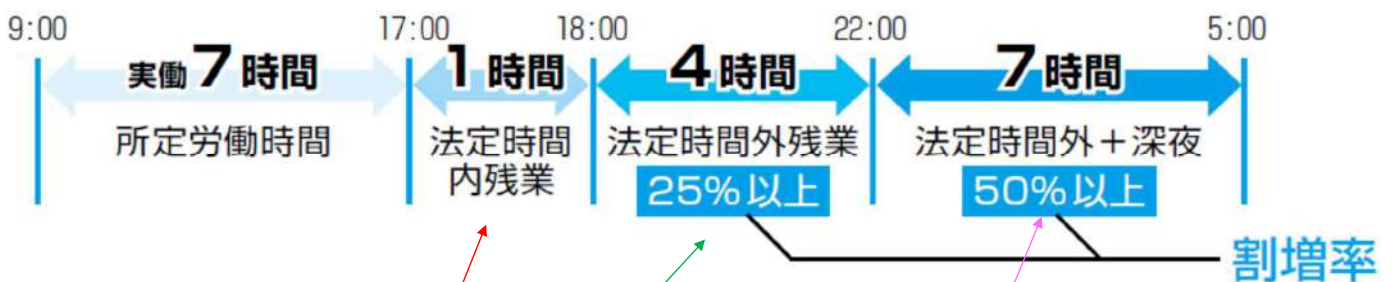 9:00 17:00 18:00 22:00 5:00
実働7時間 1時間 4時間 7時間
所定労働時間 法定時間 法定時間外残業 法定時間外+深夜
内残業 25%以上 50%以上
割増率